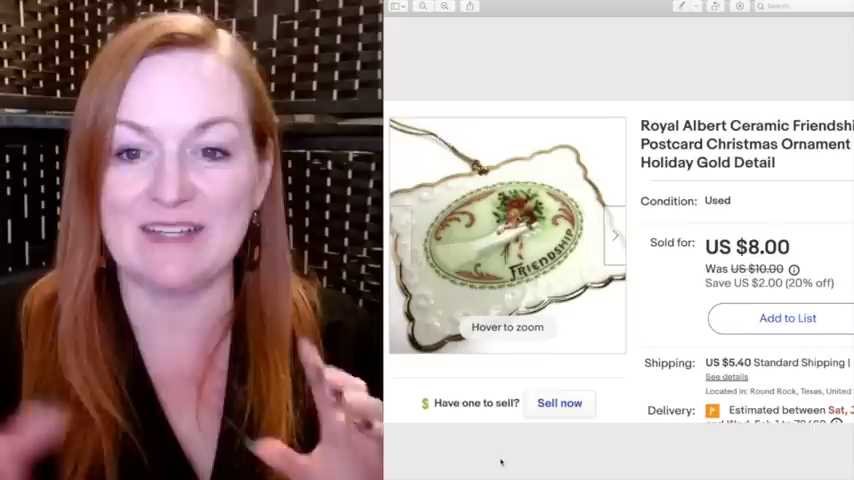 Search...
Royal Albert Ceramic Friendshi
Postcard Christmas Ornament
Holiday Gold Detail
Condition: Used
Sold for: US $8.00
Was US $10.00
Save US $2.00 (20% off)
Add to List
FRIENDSHIP
Hover to zoom
Shipping: US $5.40 Standard Shipping |
See details
Located in: Round Rock, Texas, United
Have one to sell? Sell now
Delivery: Estimated between Sat, J